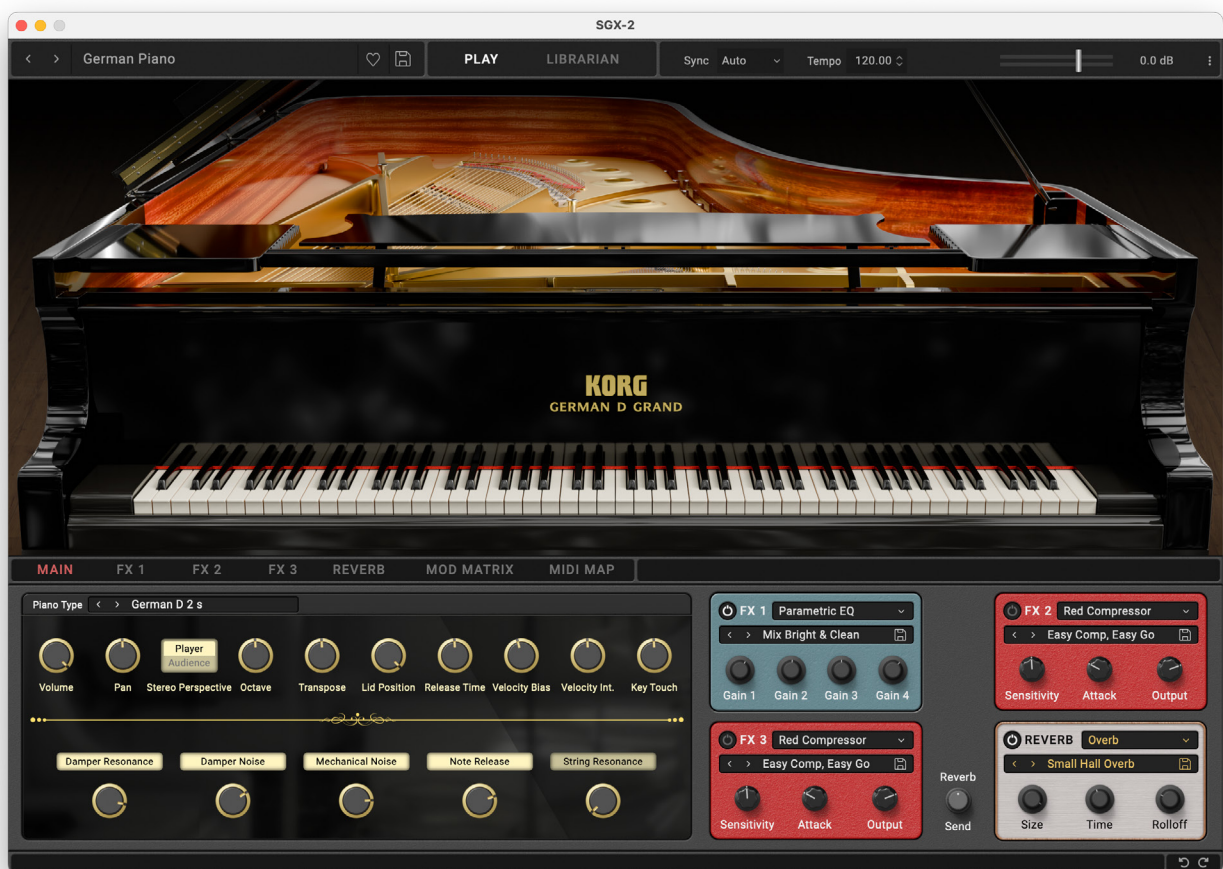 SGX-2
German Piano
PLAY LIBRARIAN
Sync Auto Tempo 120.00 0.0 dB
KORG
GERMAN D GRAND
MAIN FX 1 FX 2 FX 3 REVERB MOD MATRIX MIDI MAP
Piano Type German D 2 s
Player
Audience
Volume Pan Stereo Perspective Octave Transpose Lid Position Release Time Velocity Bias Velocity Int. Key Touch
Damper Resonance Damper Noise Mechanical Noise Note Release String Resonance
FX 1 Parametric EQ
Mix Bright & Clean
Gain 1 Gain 2 Gain 3 Gain 4
FX 2 Red Compressor
Easy Comp, Easy Go
Sensitivity Attack Output
FX 3 Red Compressor
Easy Comp, Easy Go
Sensitivity Attack Output
Reverb
Send
REVERB Overb
Small Hall Overb
Size Time Rolloff